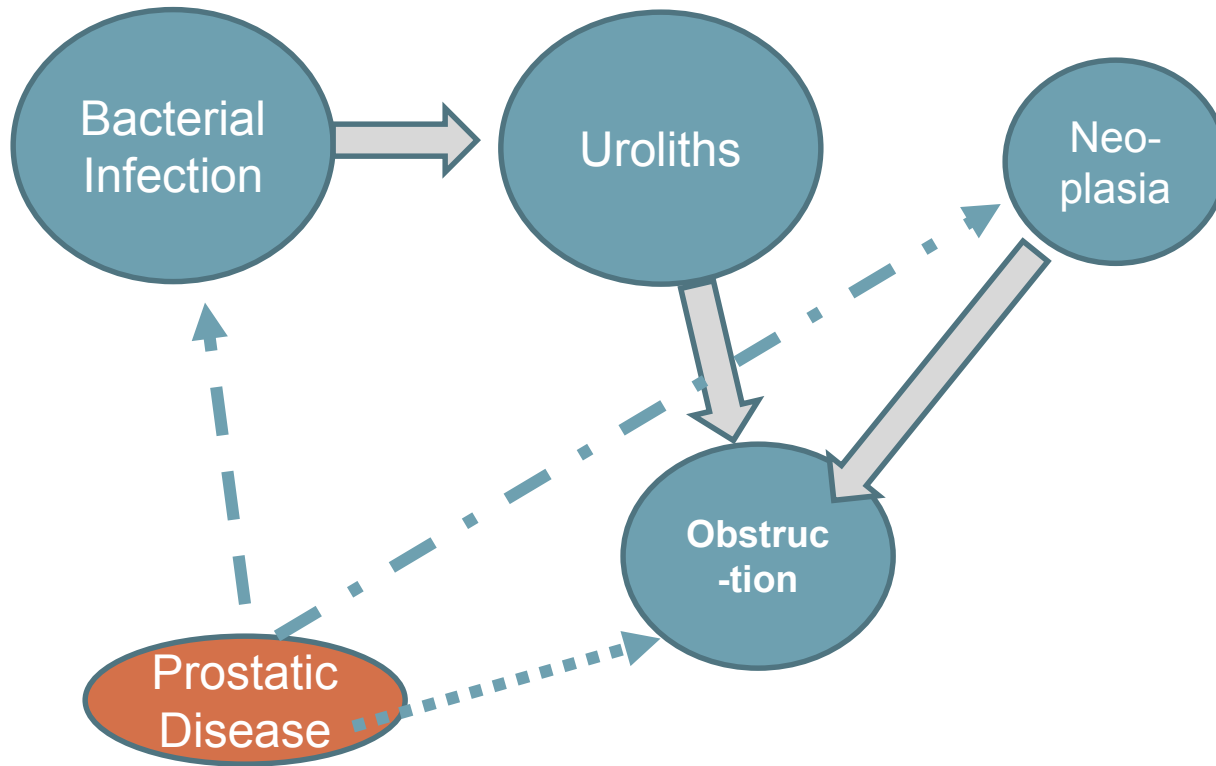 Bacterial
Infection
Uroliths
Neo-
plasia
Obstruc
-tion
Prostatic
Disease